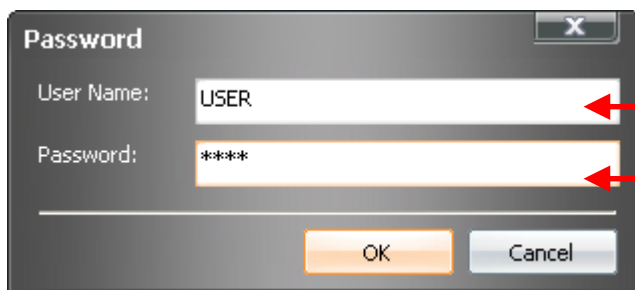 Password
X
User Name:
USER
Password:
****
OK
Cancel